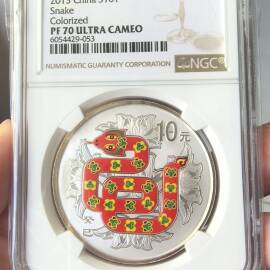 2013 China S10Y
Snake
Colorized
PF 70 ULTRA CAMEO
6054429-053
NUMISMATIC GUARANTY CORPORATION
NGC
10元